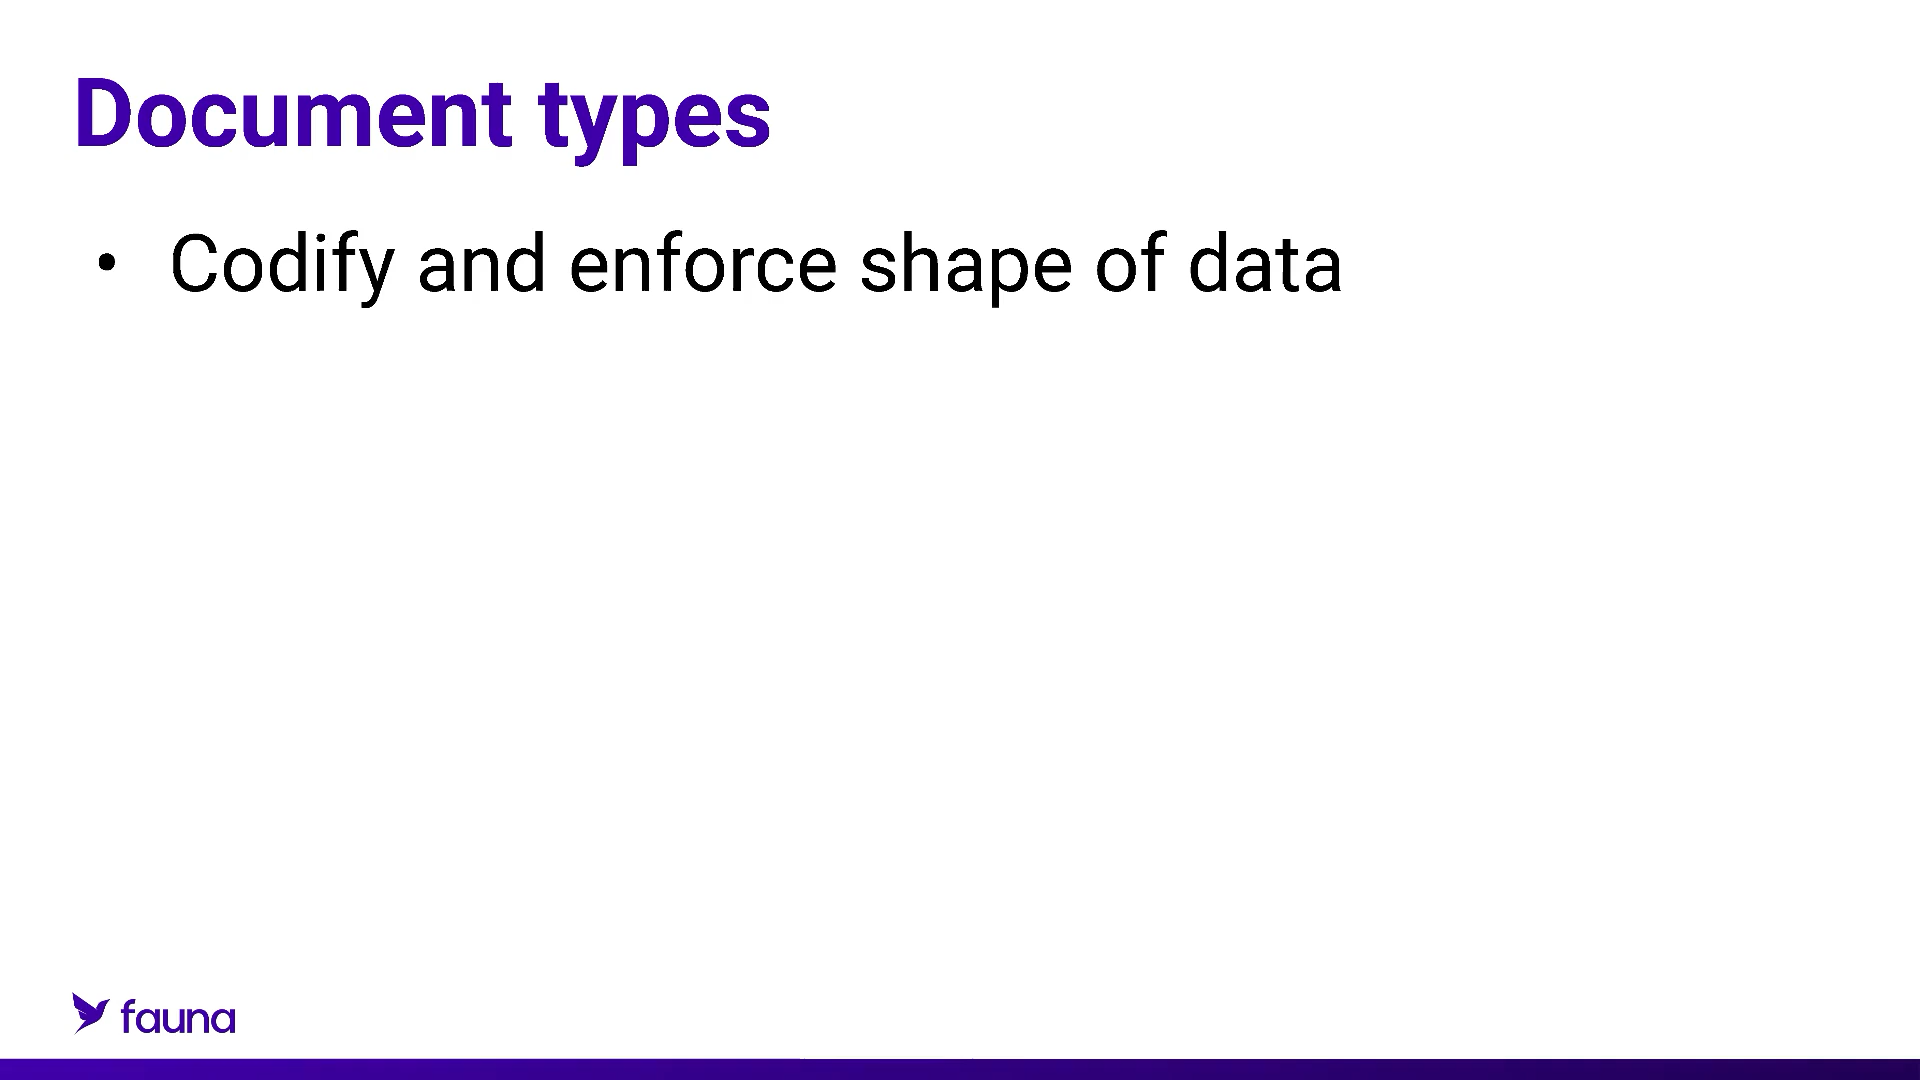 Document types
• Codify and enforce shape of data
fauna